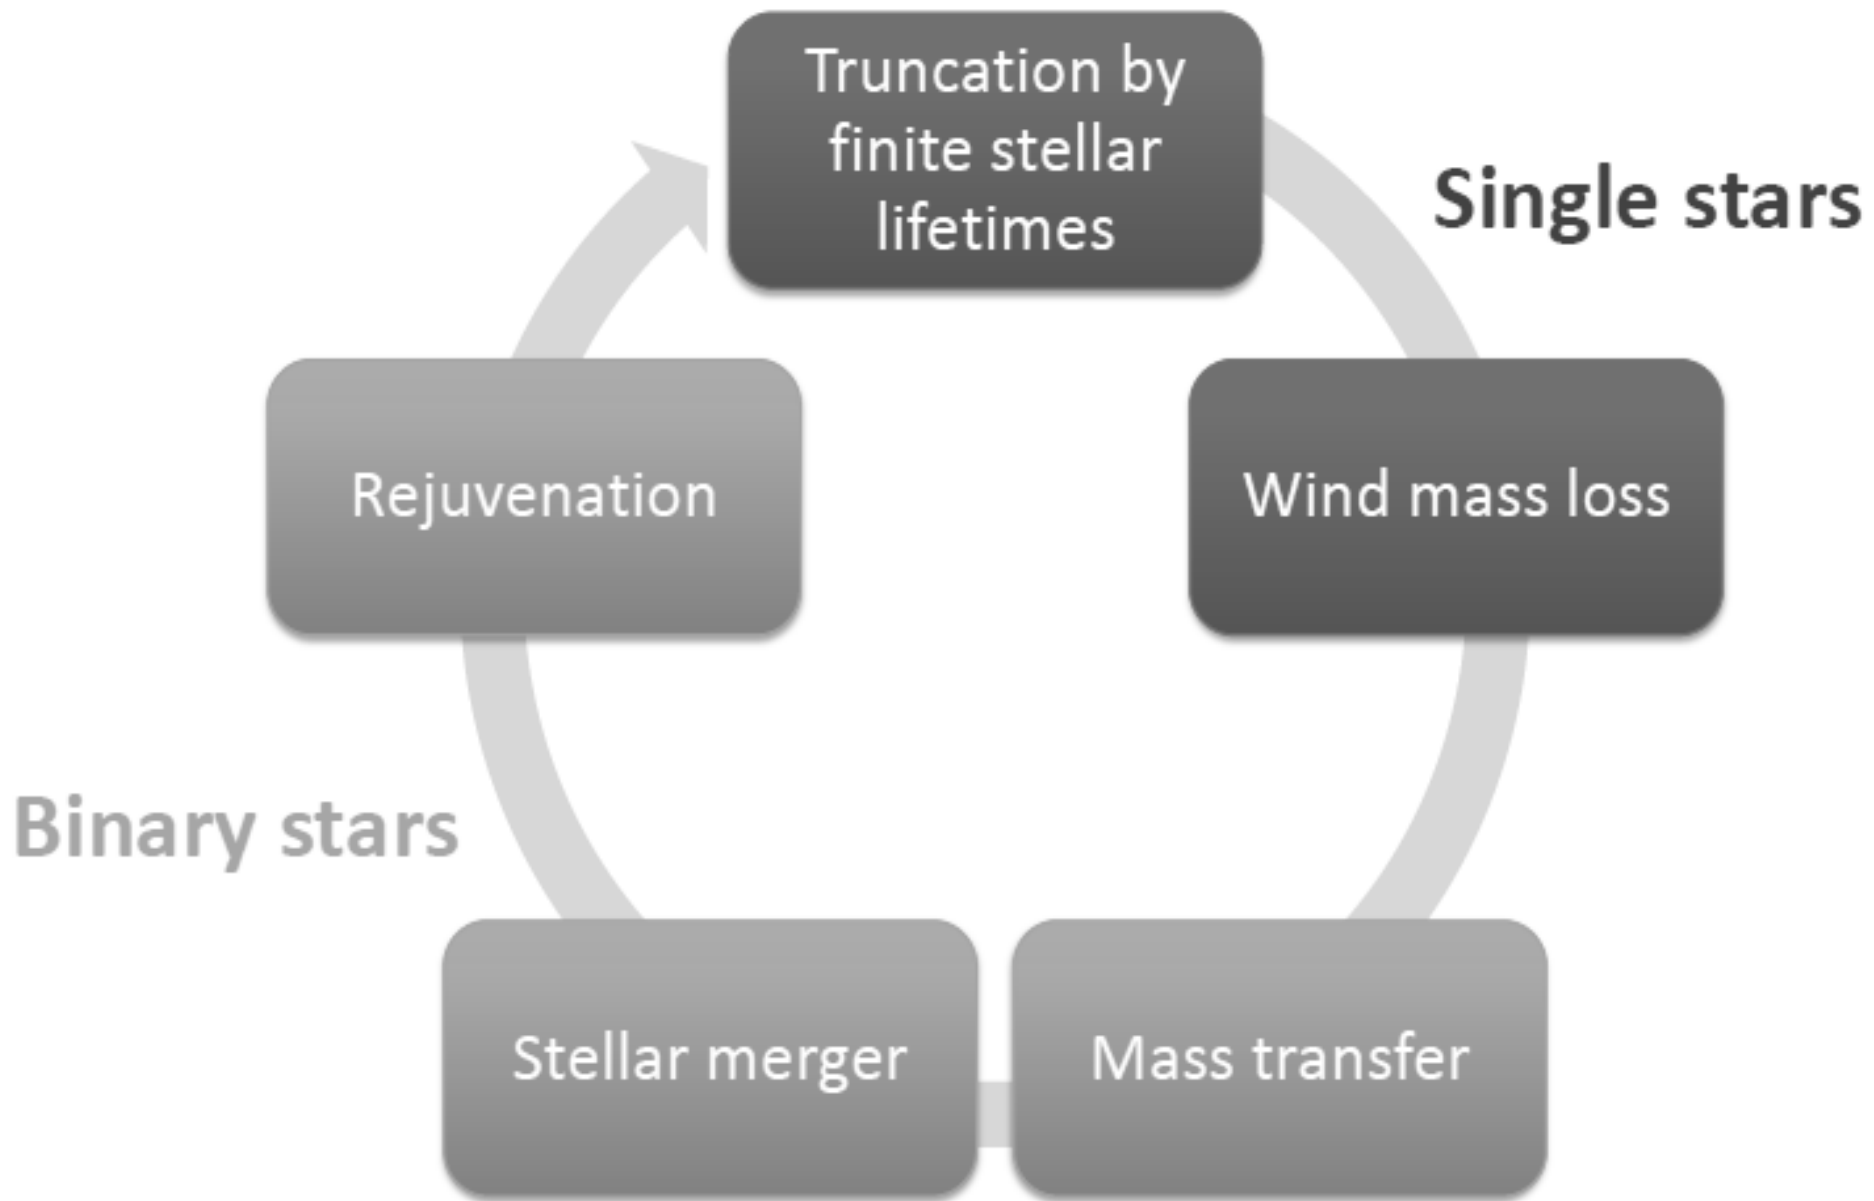 Truncation by
finite stellar
lifetimes
Single stars
Rejuvenation
Wind mass loss
Binary stars
Stellar merger
Mass transfer